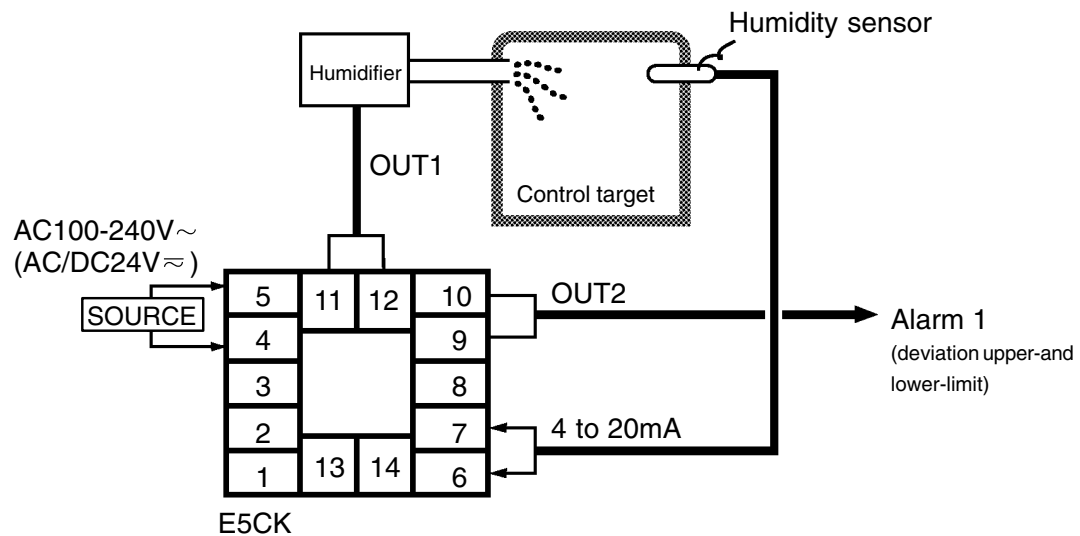 Humidity sensor
Humidifier
OUT1
Control target
AC100-240V~
(AC/DC24V⎓)
SOURCE
5
11
12
10
OUT2
4
9
Alarm 1
(deviation upper-and
lower-limit)
3
8
2
7
4 to 20mA
13
14
1
6
E5CK